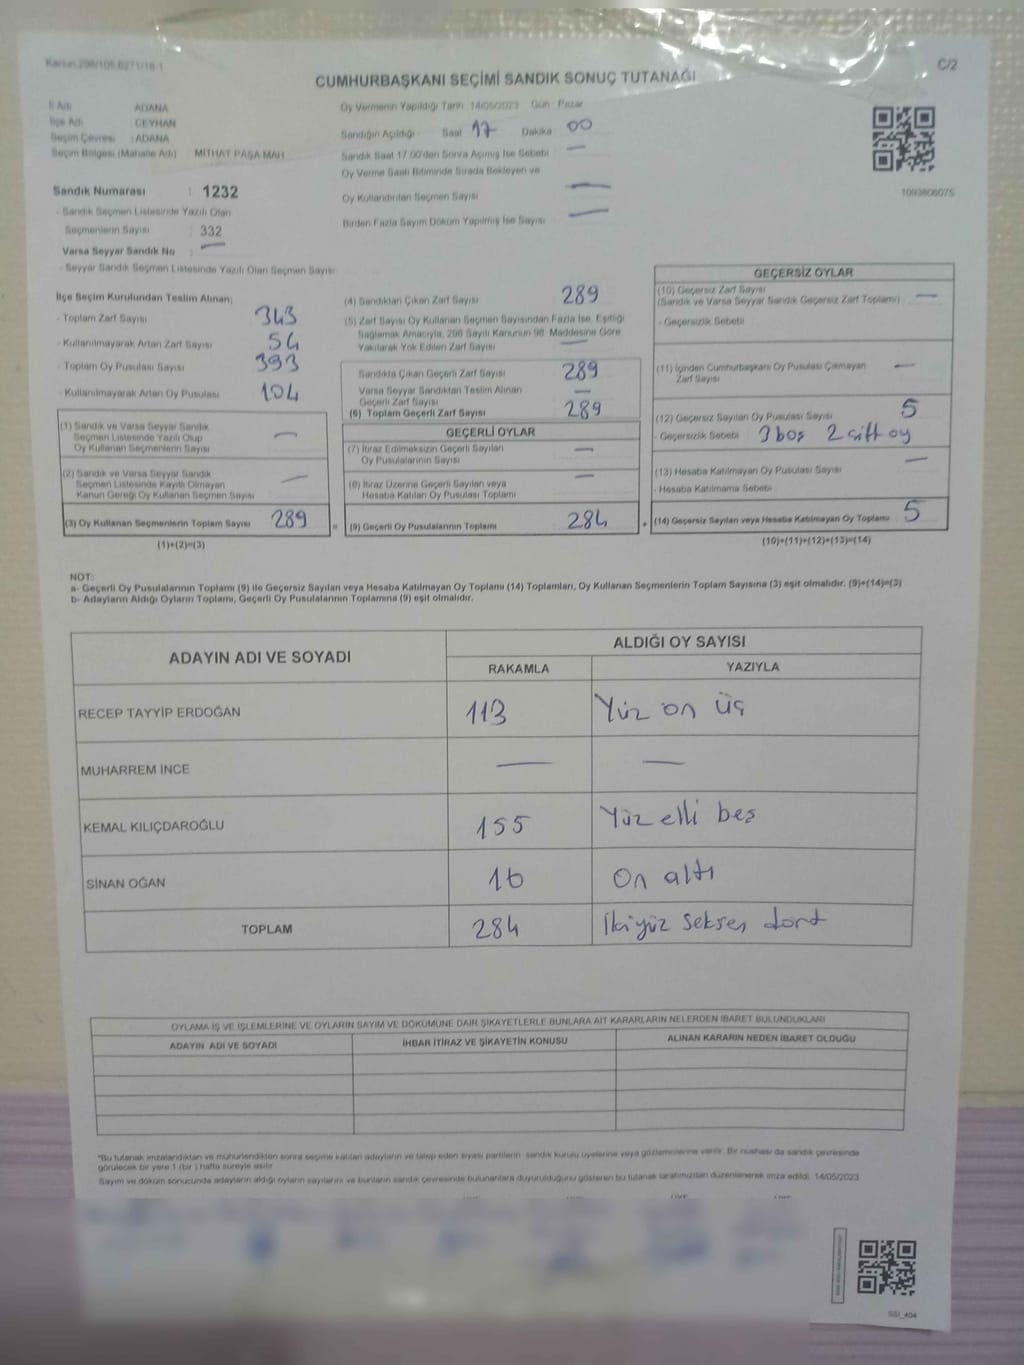 Kanun 298/105 B271/18-1
C/2
CUMHURBAŞKANI SEÇİMİ SANDIK SONUÇ TUTANAĞI
İl Adı ADANA
İlçe Adı CEYHAN
Seçim Çevresi : ADANA
Seçim Bölgesi (Mahalle Adı) MİTHAT PAŞA MAH
Oy Vermenin Yapıldığı Tarih : 14/05/2023 Gün : Pazar
Sandığın Açıldığı : Saat 17 Dakika : 00
Sandık Saat 17.00'den Sonra Açılmış İse Sebebi —
Oy Verme Saati Bitiminde Sırada Bekleyen ve
Oy Kullandırılan Seçmen Sayısı —
Birden Fazla Sayım Döküm Yapılmış İse Sayısı —
1093806075
Sandık Numarası : 1232
- Sandık Seçmen Listesinde Yazılı Olan
Seçmenlerin Sayısı : 332
Varsa Seyyar Sandık No : —
- Seyyar Sandık Seçmen Listesinde Yazılı Olan Seçmen Sayısı
İlçe Seçim Kurulundan Teslim Alınan;
- Toplam Zarf Sayısı 343
- Kullanılmayarak Artan Zarf Sayısı 54
- Toplam Oy Pusulası Sayısı 393
- Kullanılmayarak Artan Oy Pusulası 104
(1) Sandık ve Varsa Seyyar Sandık
Seçmen Listesinde Yazılı Olup
Oy Kullanan Seçmenlerin Sayısı —
(2) Sandık ve Varsa Seyyar Sandık
Seçmen Listesinde Kayıtlı Olmayan
Kanun Gereği Oy Kullanan Seçmen Sayısı —
(3) Oy Kullanan Seçmenlerin Toplam Sayısı 289
(1)+(2)=(3)
(4) Sandıktan Çıkan Zarf Sayısı 289
(5) Zarf Sayısı Oy Kullanan Seçmen Sayısından Fazla İse, Eşitliği
Sağlamak Amacıyla, 298 Sayılı Kanunun 98. Maddesine Göre
Yakılarak Yok Edilen Zarf Sayısı —
Sandıkta Çıkan Geçerli Zarf Sayısı 289
Varsa Seyyar Sandıktan Teslim Alınan
Geçerli Zarf Sayısı —
(6) Toplam Geçerli Zarf Sayısı 289
GEÇERLİ OYLAR
(7) İtiraz Edilmeksizin Geçerli Sayılan
Oy Pusulalarının Sayısı —
(8) İtiraz Üzerine Geçerli Sayılan veya
Hesaba Katılan Oy Pusulası Toplamı —
= (9) Geçerli Oy Pusulalarının Toplamı 284
GEÇERSİZ OYLAR
(10) Geçersiz Zarf Sayısı
(Sandık ve Varsa Seyyar Sandık Geçersiz Zarf Toplamı) —
- Geçersizlik Sebebi
(11) İçinden Cumhurbaşkanı Oy Pusulası Çıkmayan
Zarf Sayısı —
(12) Geçersiz Sayılan Oy Pusulası Sayısı 5
- Geçersizlik Sebebi : 3 boş 2 çift oy
(13) Hesaba Katılmayan Oy Pusulası Sayısı —
- Hesaba Katılmama Sebebi
+ (14) Geçersiz Sayılan veya Hesaba Katılmayan Oy Toplamı 5
(10)+(11)+(12)+(13)=(14)
NOT:
a- Geçerli Oy Pusulalarının Toplamı (9) ile Geçersiz Sayılan veya Hesaba Katılmayan Oy Toplamı (14) Toplamları, Oy Kullanan Seçmenlerin Toplam Sayısına (3) eşit olmalıdır. (9)+(14)=(3)
b- Adayların Aldığı Oyların Toplamı, Geçerli Oy Pusulalarının Toplamına (9) eşit olmalıdır.
ADAYIN ADI VE SOYADI ALDIĞI OY SAYISI
RAKAMLA YAZIYLA
RECEP TAYYİP ERDOĞAN 113 Yüz on üç
MUHARREM İNCE — —
KEMAL KILIÇDAROĞLU 155 Yüz elli beş
SİNAN OĞAN 16 On altı
TOPLAM 284 İkiyüz seksen dört
OYLAMA İŞ VE İŞLEMLERİNE VE OYLARIN SAYIM VE DÖKÜMÜNE DAİR ŞİKAYETLERLE BUNLARA AİT KARARLARIN NELERDEN İBARET BULUNDUKLARI
ADAYIN ADI VE SOYADI İHBAR İTİRAZ VE ŞİKAYETİN KONUSU ALINAN KARARIN NEDEN İBARET OLDUĞU
*Bu tutanak imzalandıktan ve mühürlendikten sonra seçime katılan adayların ve talep eden siyasi partilerin sandık kurulu üyelerine veya gözlemcilerine verilir. Bir nüshası da sandık çevresinde
görülecek bir yere 1 (bir) hafta süreyle asılır
Sayım ve döküm sonucunda adayların aldığı oyların sayılarını ve bunların sandık çevresinde bulunanlara duyurulduğunu gösteren bu tutanak tarafımızdan düzenlenerek imza edildi. 14/05/2023